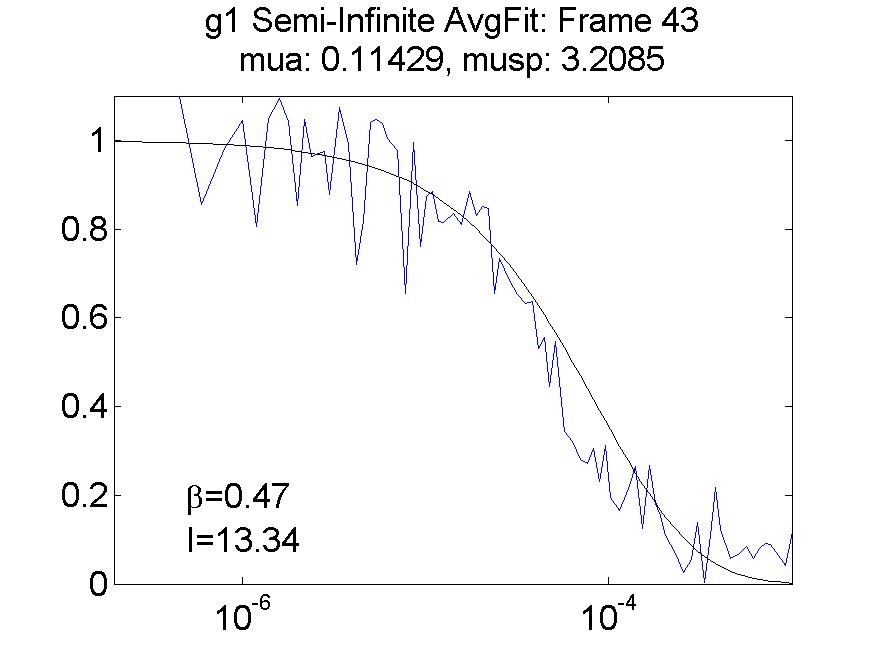 g1 Semi-Infinite AvgFit: Frame 43
mua: 0.11429, musp: 3.2085
1
0.8
0.6
0.4
0.2
0
β=0.47
I=13.34
10^-6
10^-4